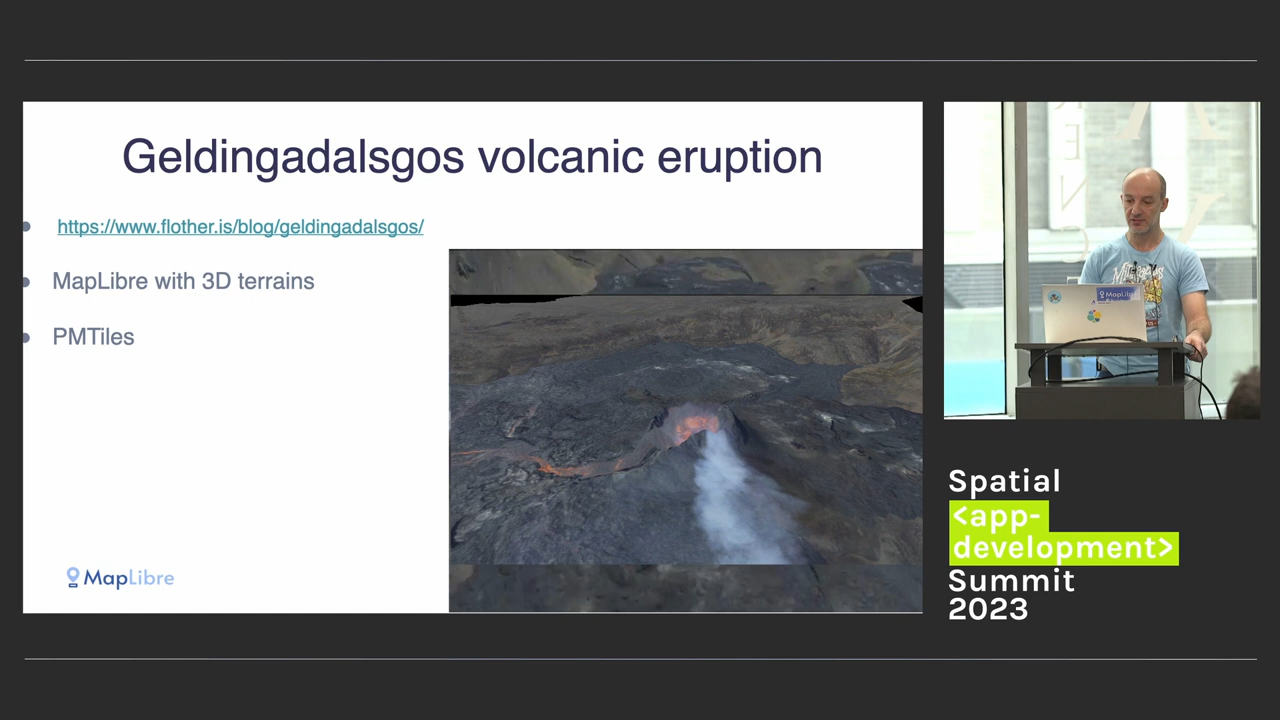 Geldingadalsgos volcanic eruption
https://www.flother.is/blog/geldingadalsgos/
MapLibre with 3D terrains
PMTiles
MapLibre
Spatial
<app-
development>
Summit
2023